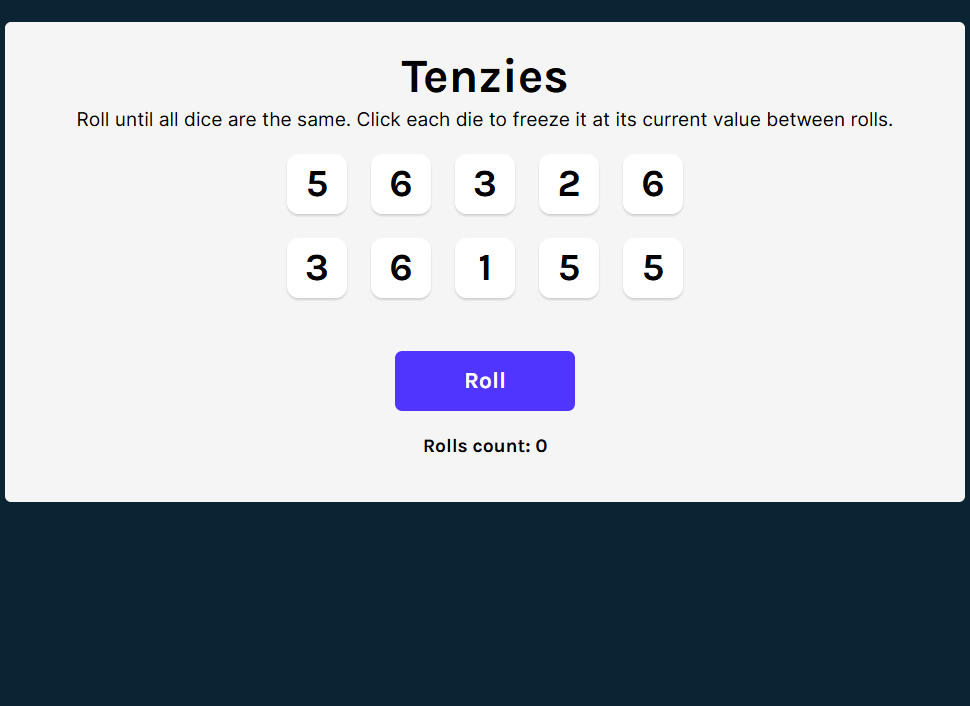 Tenzies
Roll until all dice are the same. Click each die to freeze it at its current value between rolls.
5 6 3 2 6
3 6 1 5 5
Roll
Rolls count: 0